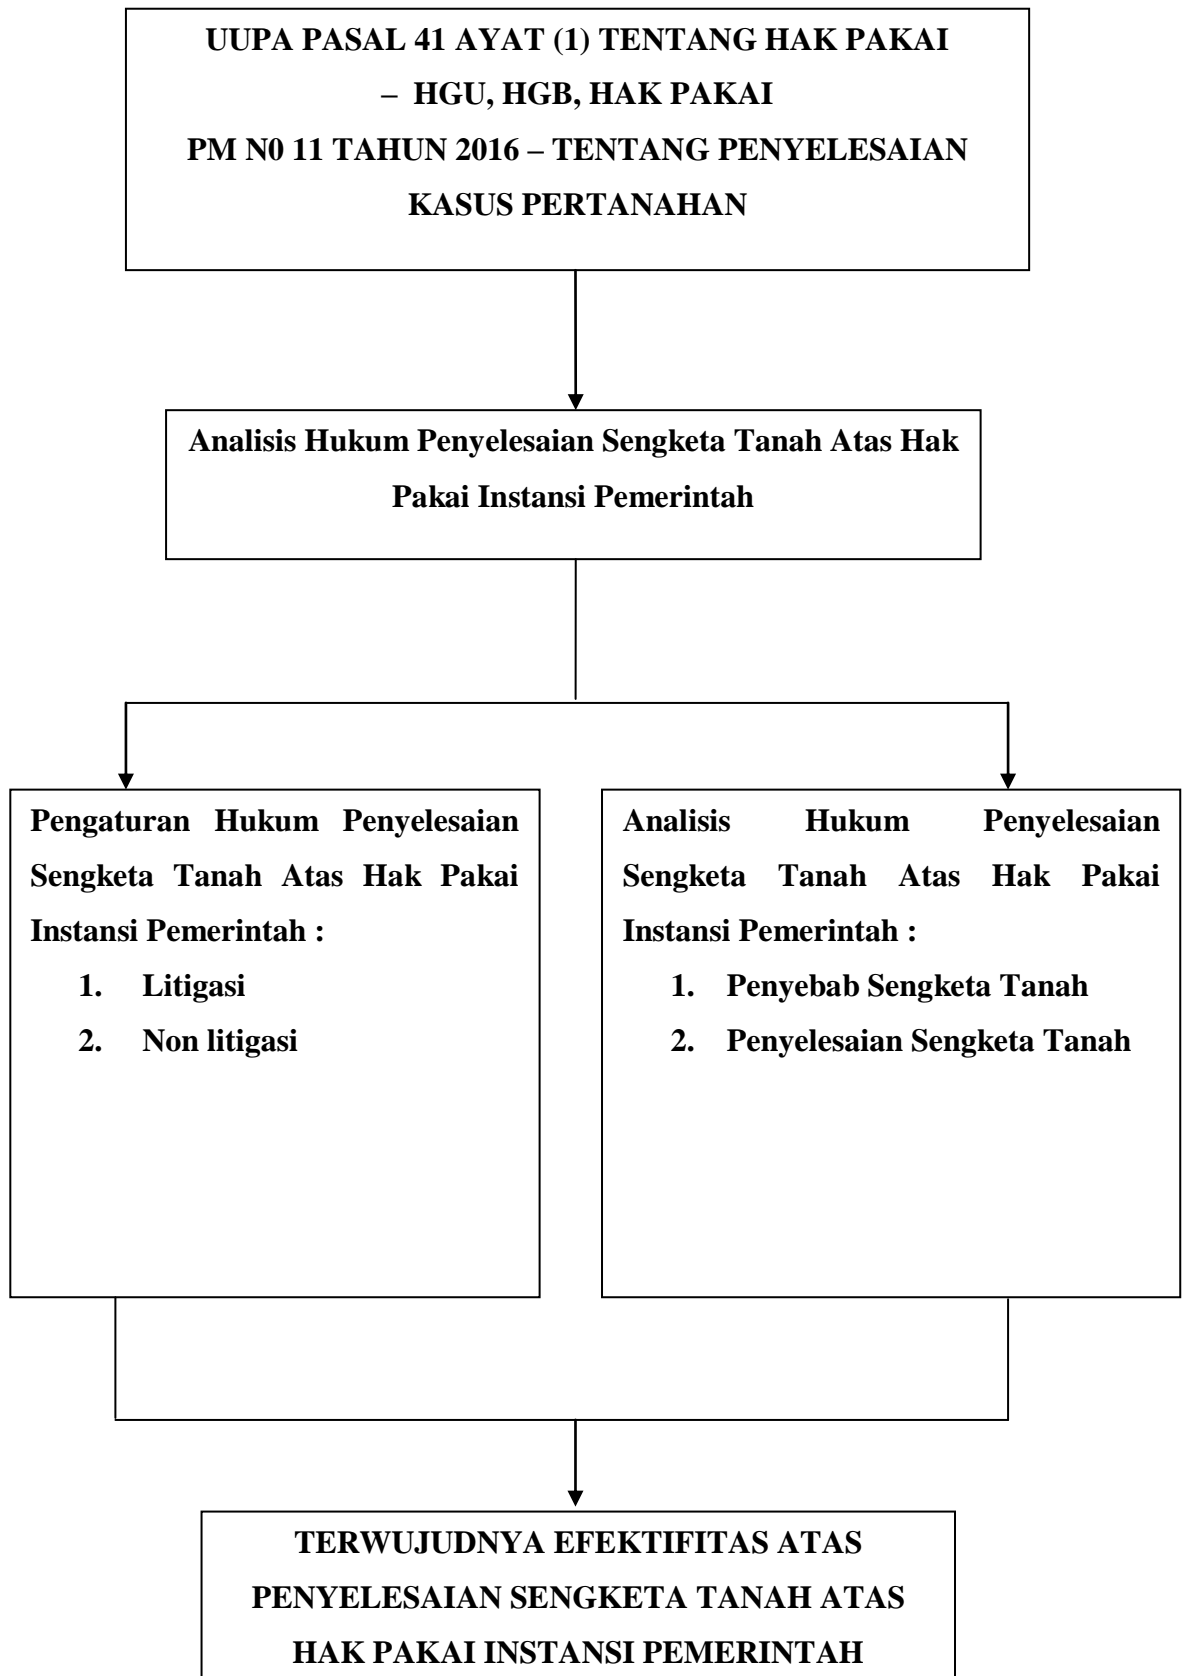 UUPA PASAL 41 AYAT (1) TENTANG HAK PAKAI
– HGU, HGB, HAK PAKAI
PM N0 11 TAHUN 2016 – TENTANG PENYELESAIAN
KASUS PERTANAHAN
Analisis Hukum Penyelesaian Sengketa Tanah Atas Hak
Pakai Instansi Pemerintah
Pengaturan Hukum Penyelesaian
Sengketa Tanah Atas Hak Pakai
Instansi Pemerintah :
1. Litigasi
2. Non litigasi
Analisis Hukum Penyelesaian
Sengketa Tanah Atas Hak Pakai
Instansi Pemerintah :
1. Penyebab Sengketa Tanah
2. Penyelesaian Sengketa Tanah
TERWUJUDNYA EFEKTIFITAS ATAS
PENYELESAIAN SENGKETA TANAH ATAS
HAK PAKAI INSTANSI PEMERINTAH